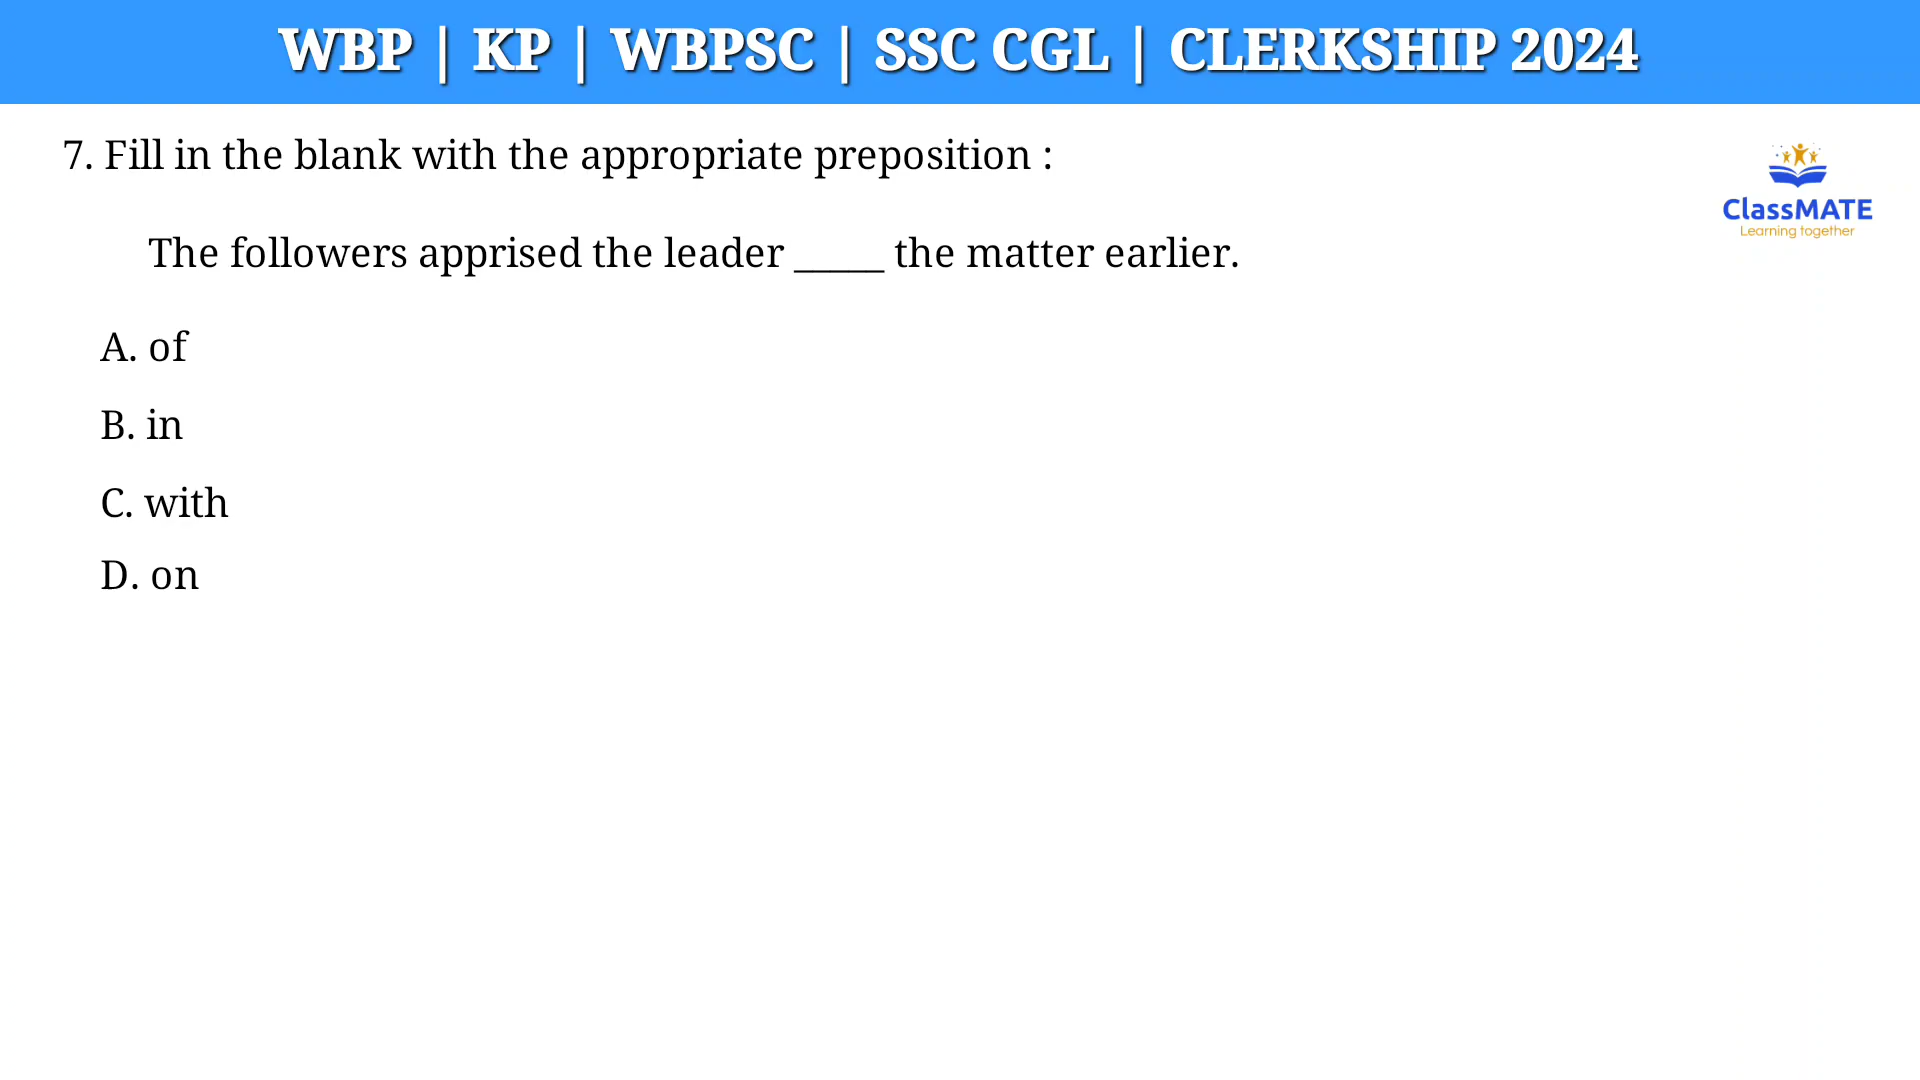 WBP | KP | WBPSC | SSC CGL | CLERKSHIP 2024
7. Fill in the blank with the appropriate preposition :
ClassMATE
Learning together
The followers apprised the leader _____ the matter earlier.
A. of
B. in
C. with
D. on